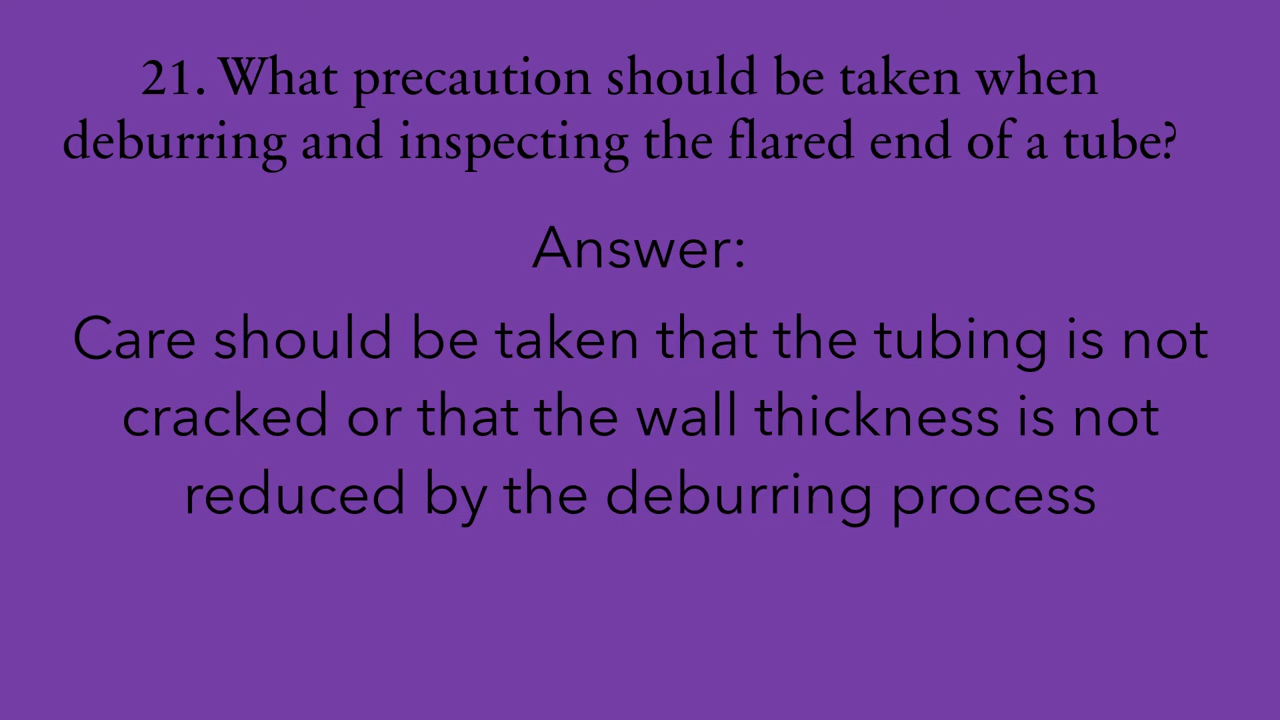 21. What precaution should be taken when
deburring and inspecting the flared end of a tube?
Answer:
Care should be taken that the tubing is not
cracked or that the wall thickness is not
reduced by the deburring process